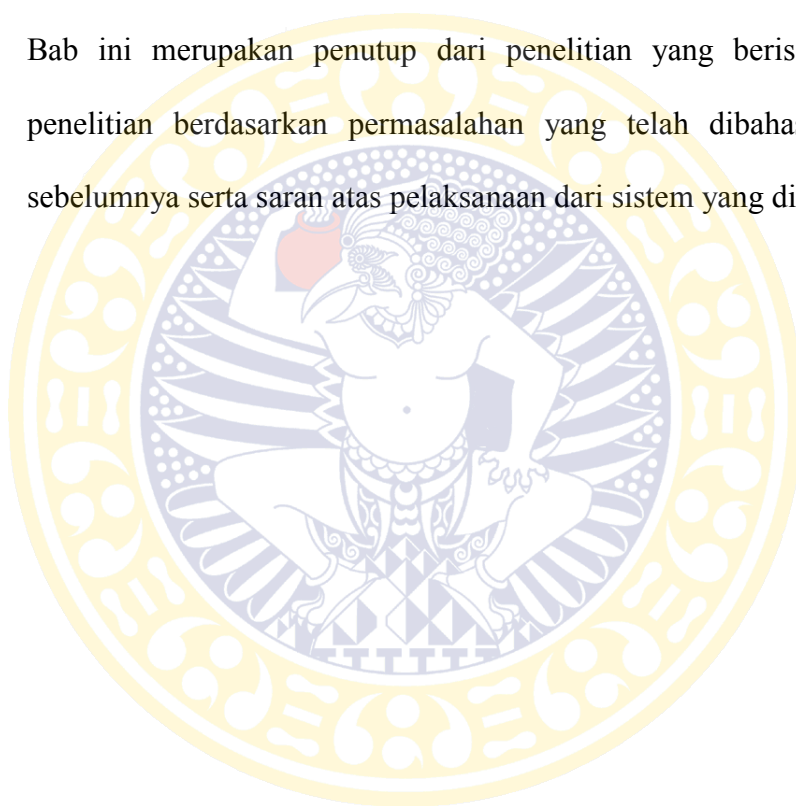 Bab ini merupakan penutup dari penelitian yang beris
penelitian berdasarkan permasalahan yang telah dibahas
sebelumnya serta saran atas pelaksanaan dari sistem yang di